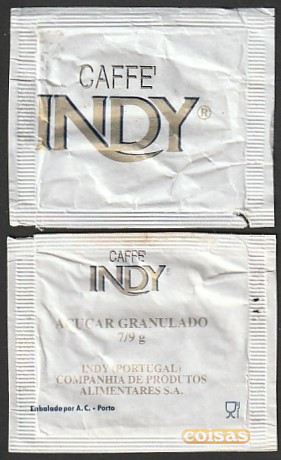 CAFFE'
INDY®
CAFFE'
INDY®
AÇUCAR GRANULADO
7/9 g
INDY (PORTUGAL)
COMPANHIA DE PRODUTOS
ALIMENTARES S.A.
Embalado por A.C. - Porto
coisas